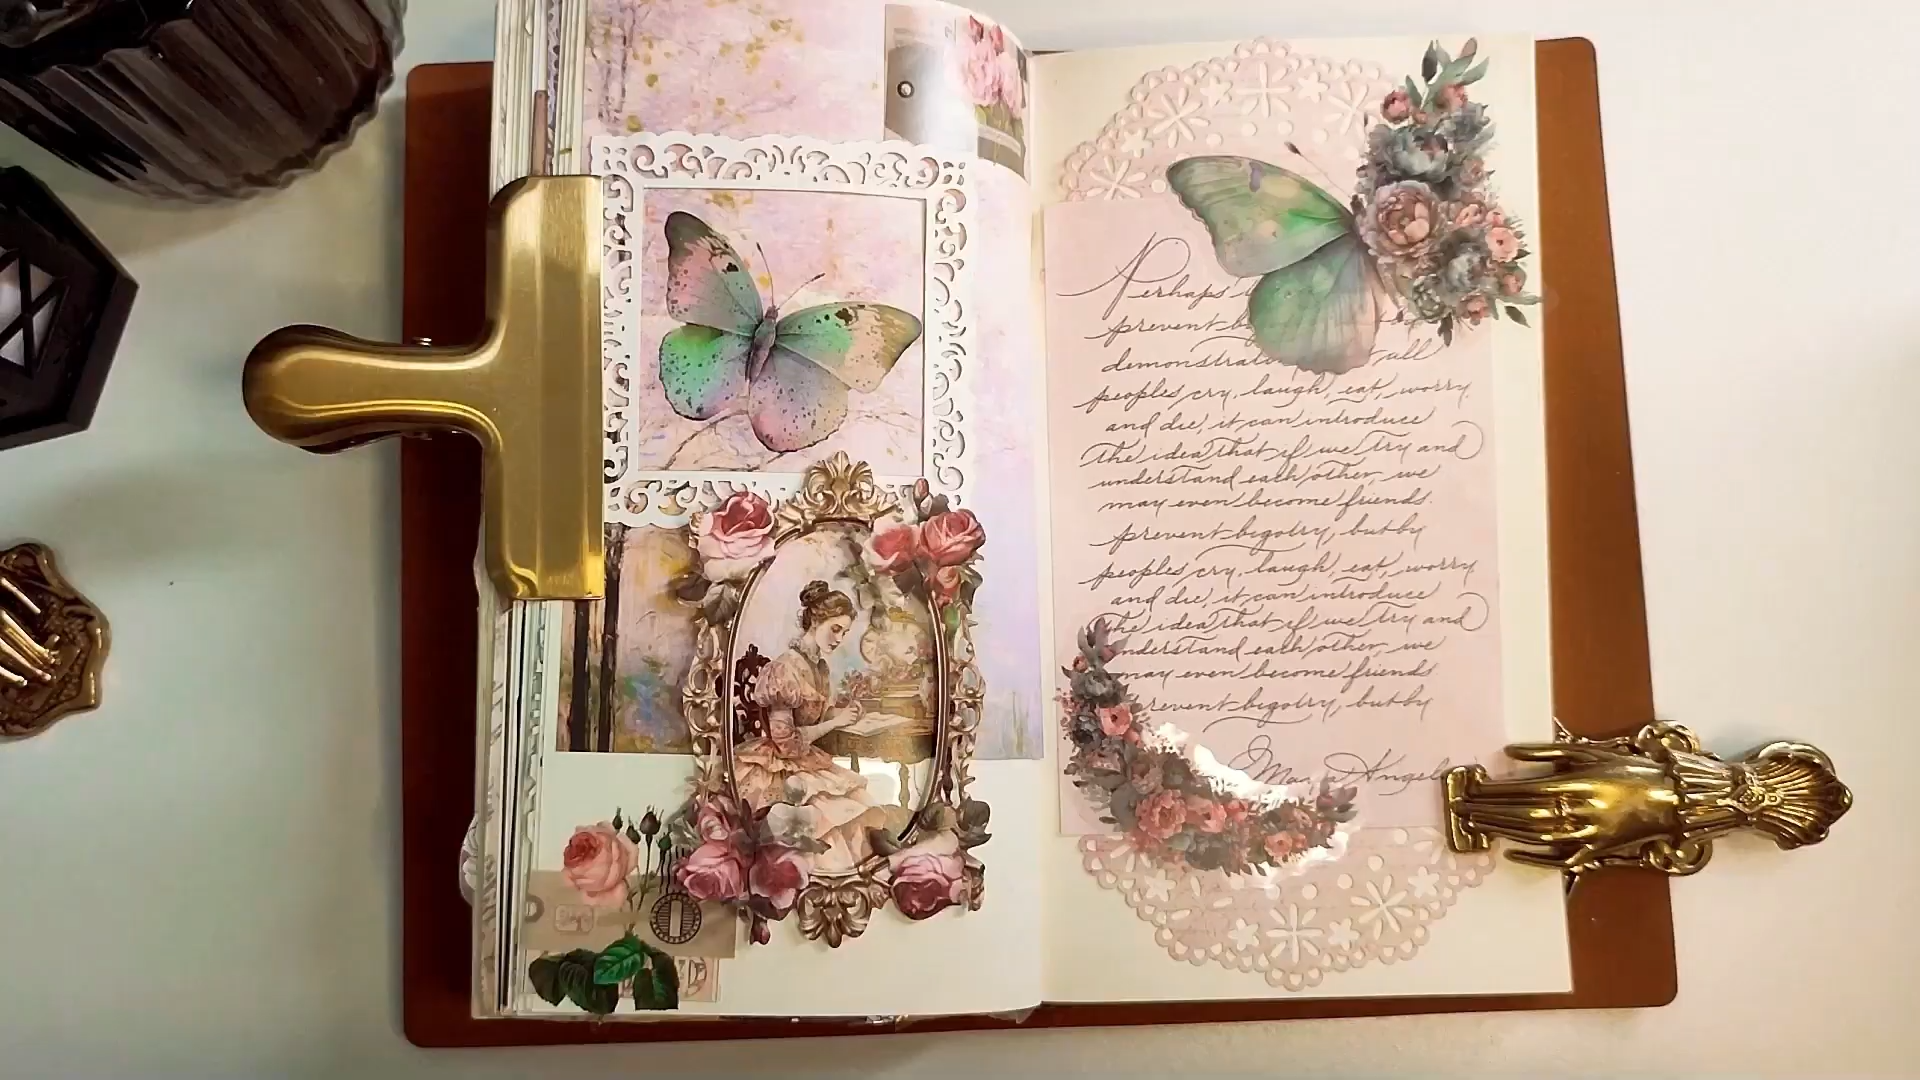 Perhaps
prevent
all
peoples cry, laugh, eat, worry,
and die, it can introduce
the idea that if we try and
understand each other, we
may even become friends.
prevent bigotry, but by
peoples cry, laugh, eat, worry
and die, it can introduce
the idea that if we try and
understand each other, we
may even become friends
prevent bigotry, but by